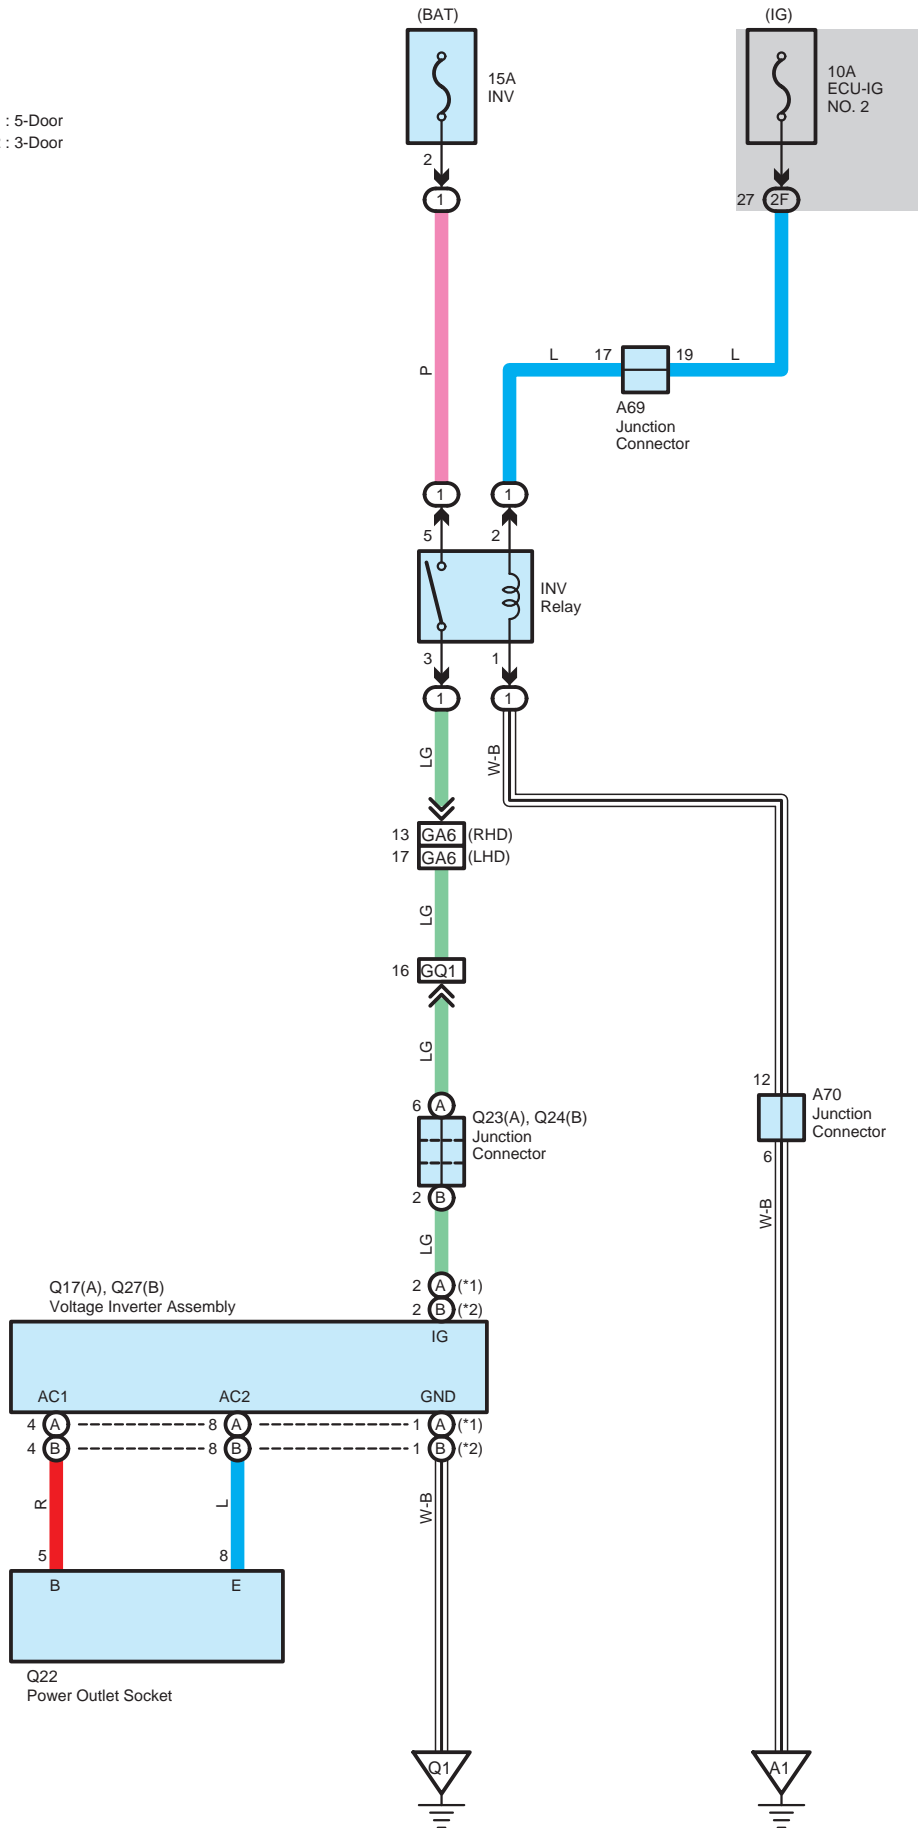 (BAT)
(IG)
15A
INV
10A
ECU-IG
NO. 2
: 5-Door
: 3-Door
2
1
27
2F
P
L
17
19
L
A69
Junction
Connector
1
1
5
2
INV
Relay
3
1
1
1
LG
W-B
13 GA6 (RHD)
17 GA6 (LHD)
LG
16 GQ1
LG
6 A
Q23(A), Q24(B)
Junction
Connector
2 B
12
A70
Junction
Connector
6
W-B
LG
Q17(A), Q27(B)
Voltage Inverter Assembly
2 A (*1)
2 B (*2)
IG
AC1
AC2
GND
4 A
8 A
1 A (*1)
4 B
8 B
1 B (*2)
R
L
W-B
5
8
B
E
Q22
Power Outlet Socket
Q1
A1